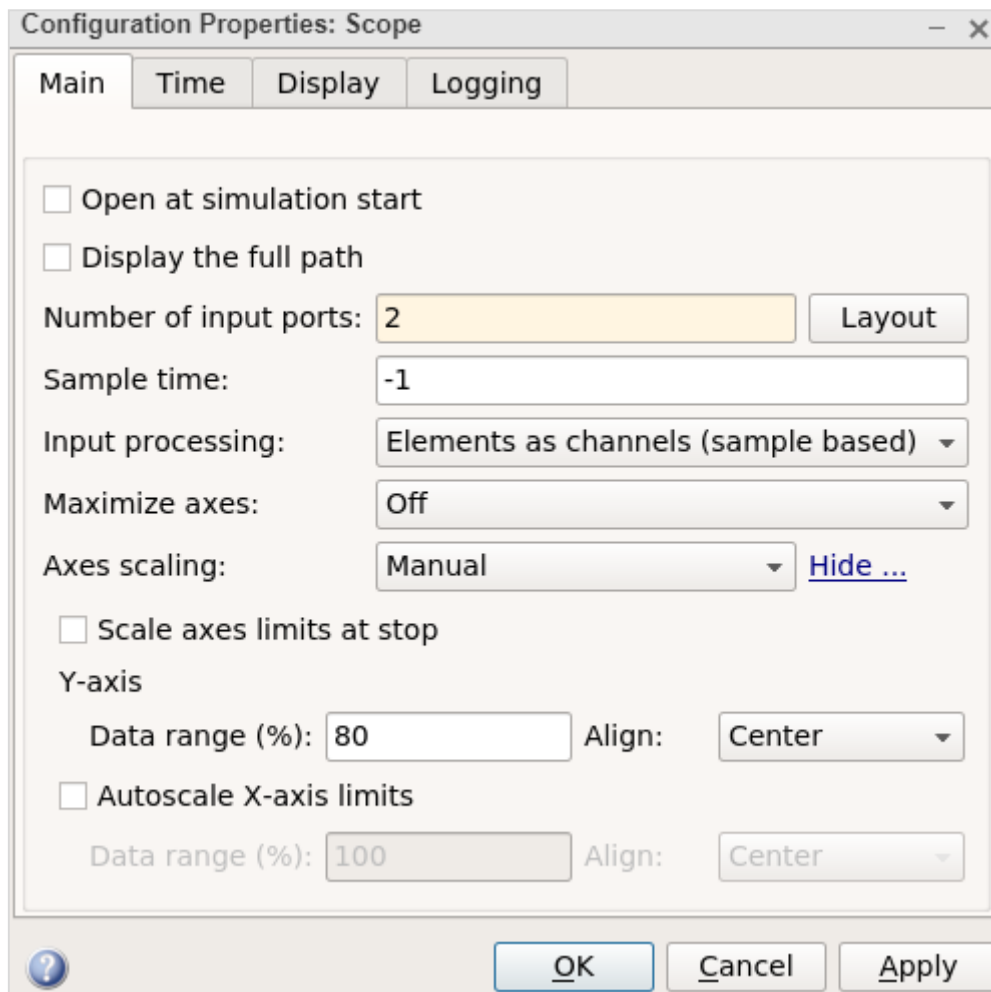 Configuration Properties: Scope
Main Time Display Logging
Open at simulation start
Display the full path
Number of input ports: 2 Layout
Sample time: -1
Input processing: Elements as channels (sample based)
Maximize axes: Off
Axes scaling: Manual Hide ...
Scale axes limits at stop
Y-axis
Data range (%): 80 Align: Center
Autoscale X-axis limits
Data range (%): 100 Align: Center
? OK Cancel Apply